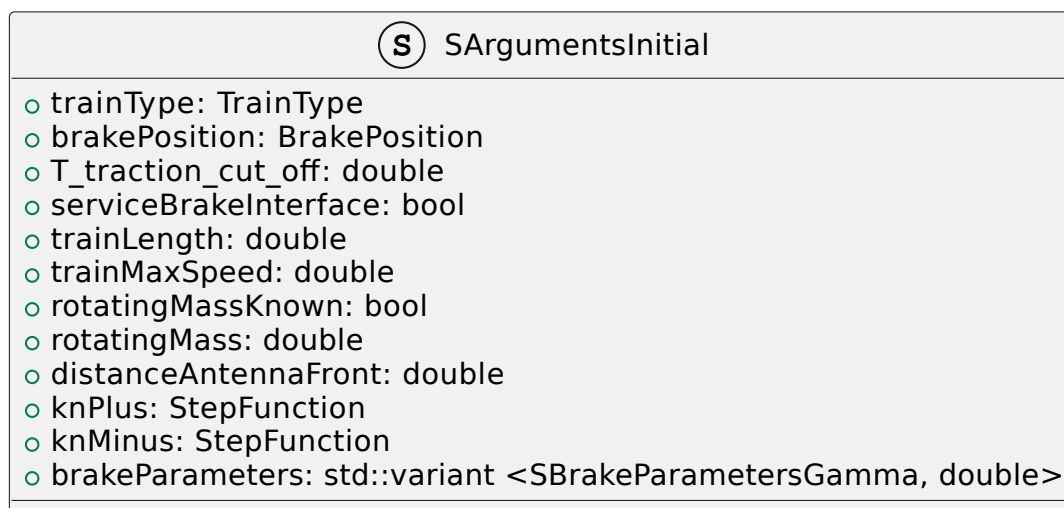 S SArgumentsInitial
trainType: TrainType
brakePosition: BrakePosition
T_traction_cut_off: double
serviceBrakeInterface: bool
trainLength: double
trainMaxSpeed: double
rotatingMassKnown: bool
rotatingMass: double
distanceAntennaFront: double
knPlus: StepFunction
knMinus: StepFunction
brakeParameters: std::variant <SBrakeParametersGamma, double>